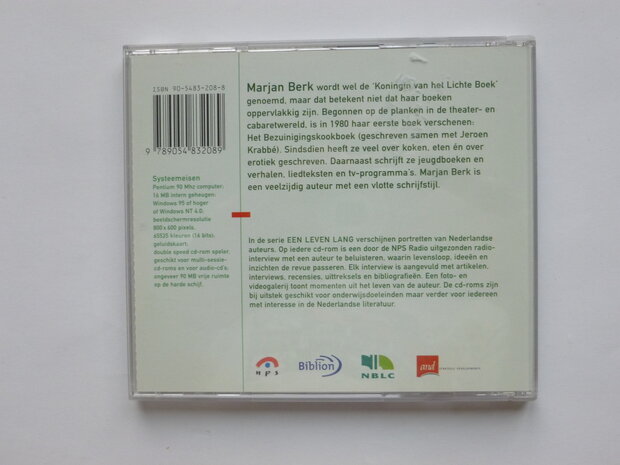 ISBN 90-5483-208-8
9 789054 832089
Systeemeisen
Pentium 90 Mhz computer;
16 MB intern geheugen;
Windows 95 of hoger
of Windows NT 4.0;
beeldschermresolutie
800 x 600 pixels,
65535 kleuren (16 bits);
geluidskaart;
double speed cd-rom speler,
geschikt voor multi-sessie-
cd-roms en voor audio-cd's;
ongeveer 90 MB vrije ruimte
op de harde schijf.
Marjan Berk wordt wel de 'Koningin van het Lichte Boek'
genoemd, maar dat betekent niet dat haar boeken
oppervlakkig zijn. Begonnen op de planken in de theater- en
cabaretwereld, is in 1980 haar eerste boek verschenen:
Het Bezuinigingskookboek (geschreven samen met Jeroen
Krabbé). Sindsdien heeft ze veel over koken, eten én over
erotiek geschreven. Daarnaast schrijft ze jeugdboeken en
verhalen, liedteksten en tv-programma's. Marjan Berk is
een veelzijdig auteur met een vlotte schrijfstijl.
In de serie EEN LEVEN LANG verschijnen portretten van Nederlandse
auteurs. Op iedere cd-rom is een door de NPS Radio uitgezonden radio-
interview met een auteur te beluisteren, waarin levensloop, ideeën en
inzichten de revue passeren. Elk interview is aangevuld met artikelen,
interviews, recensies, uittreksels en bibliografieën. Een foto- en
videogalerij toont momenten uit het leven van de auteur. De cd-roms zijn
bij uitstek geschikt voor onderwijsdoeleinden maar verder voor iedereen
met interesse in de Nederlandse literatuur.
nps
Biblion
NBLC
and